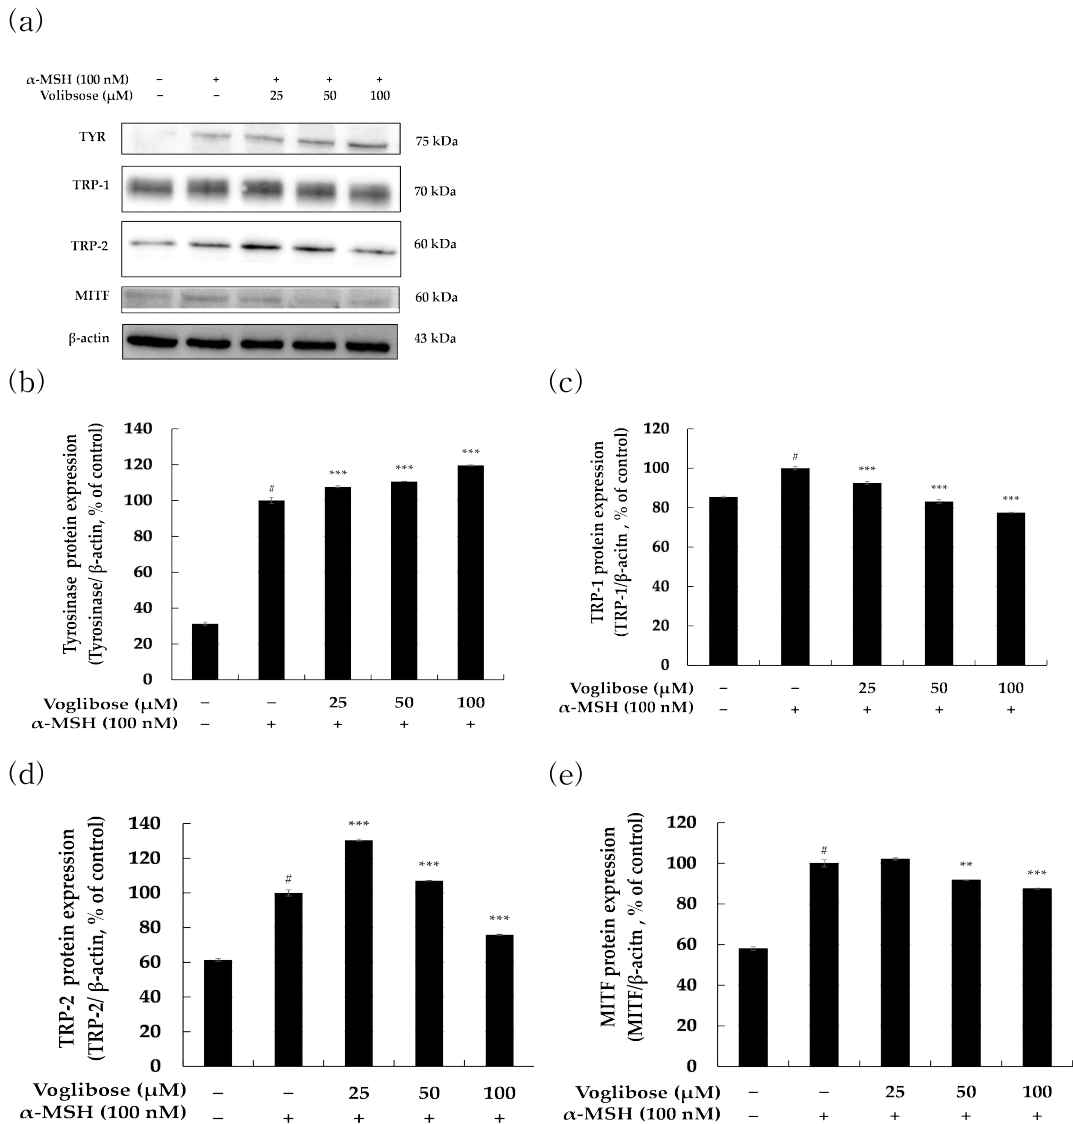 (a)
α-MSH (100 nM) – + + + +
Volibsose (μM) – – 25 50 100
TYR 75 kDa
TRP-1 70 kDa
TRP-2 60 kDa
MITF 60 kDa
β-actin 43 kDa
(b)
Tyrosinase protein expression
(Tyrosinase/ β-actin, % of control)
140
120
100
80
60
40
20
0
#
***
***
***
Voglibose (μM) – – 25 50 100
α-MSH (100 nM) – + + + +
(c)
TRP-1 protein expression
(TRP-1/β-acitn , % of control)
120
100
80
60
40
20
0
#
***
***
***
Voglibose (μM) – – 25 50 100
α-MSH (100 nM) – + + + +
(d)
TRP-2 protein expression
(TRP-2/ β-acitn, % of control)
140
120
100
80
60
40
20
0
#
***
***
***
Voglibose (μM) – – 25 50 100
α-MSH (100 nM) – + + + +
(e)
MITF protein expression
(MITF/β-acitn , % of control)
120
100
80
60
40
20
0
#
**
***
Voglibose (μM) – – 25 50 100
α-MSH (100 nM) – + + + +